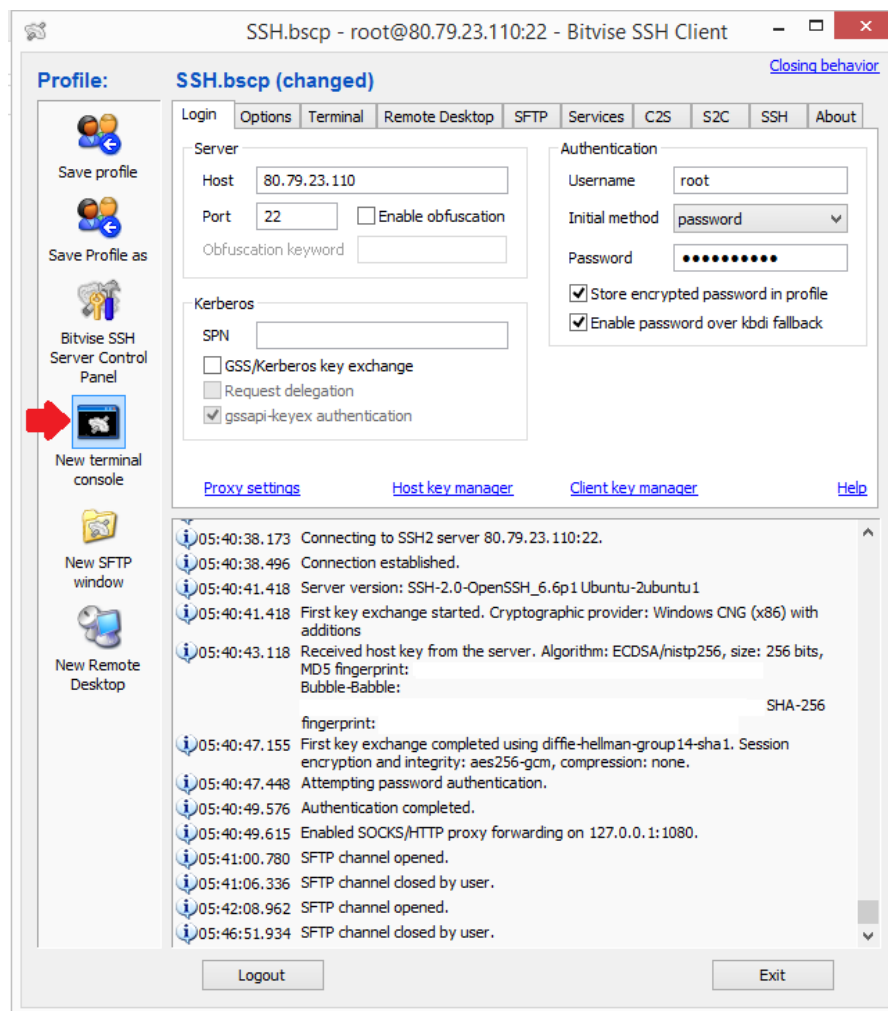 SSH.bscp - root@80.79.23.110:22 - Bitvise SSH Client
Closing behavior
Profile:
SSH.bscp (changed)
Save profile
Save Profile as
Bitvise SSH
Server Control
Panel
New terminal
console
New SFTP
window
New Remote
Desktop
Login Options Terminal Remote Desktop SFTP Services C2S S2C SSH About
Server
Host 80.79.23.110
Port 22 Enable obfuscation
Obfuscation keyword
Kerberos
SPN
GSS/Kerberos key exchange
Request delegation
gssapi-keyex authentication
Authentication
Username root
Initial method password
Password ●●●●●●●●●●
Store encrypted password in profile
Enable password over kbdi fallback
Proxy settings Host key manager Client key manager Help
05:40:38.173 Connecting to SSH2 server 80.79.23.110:22.
05:40:38.496 Connection established.
05:40:41.418 Server version: SSH-2.0-OpenSSH_6.6p1 Ubuntu-2ubuntu1
05:40:41.418 First key exchange started. Cryptographic provider: Windows CNG (x86) with
additions
05:40:43.118 Received host key from the server. Algorithm: ECDSA/nistp256, size: 256 bits,
MD5 fingerprint:
Bubble-Babble:
SHA-256
fingerprint:
05:40:47.155 First key exchange completed using diffie-hellman-group14-sha1. Session
encryption and integrity: aes256-gcm, compression: none.
05:40:47.448 Attempting password authentication.
05:40:49.576 Authentication completed.
05:40:49.615 Enabled SOCKS/HTTP proxy forwarding on 127.0.0.1:1080.
05:41:00.780 SFTP channel opened.
05:41:06.336 SFTP channel closed by user.
05:42:08.962 SFTP channel opened.
05:46:51.934 SFTP channel closed by user.
Logout Exit